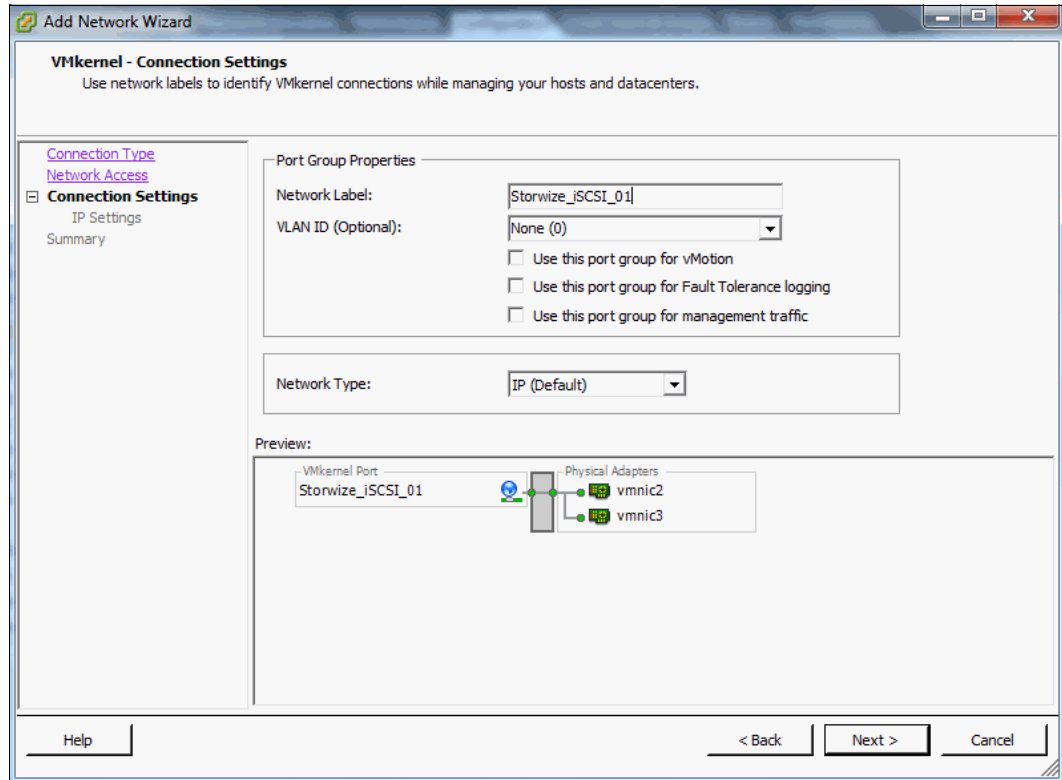 Add Network Wizard
VMkernel - Connection Settings
Use network labels to identify VMkernel connections while managing your hosts and datacenters.
Connection Type
Network Access
Connection Settings
IP Settings
Summary
Port Group Properties
Network Label:
Storwize_iSCSI_01
VLAN ID (Optional):
None (0)
Use this port group for vMotion
Use this port group for Fault Tolerance logging
Use this port group for management traffic
Network Type:
IP (Default)
Preview:
VMkernel Port
Storwize_iSCSI_01
Physical Adapters
vmnic2
vmnic3
Help
< Back
Next >
Cancel